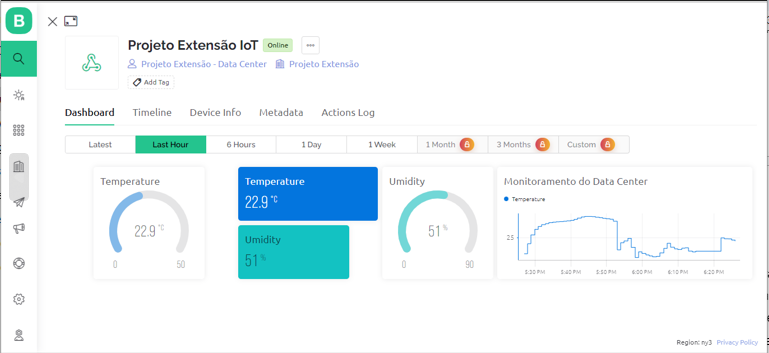 B
Projeto Extensão IoT Online •••
Projeto Extensão - Data Center Projeto Extensão
Add Tag
Dashboard Timeline Device Info Metadata Actions Log
Latest Last Hour 6 Hours 1 Day 1 Week 1 Month 3 Months Custom
Temperature
22.9 °C
0 50
Temperature
22.9 °C
Umidity
51 %
Umidity
51 %
0 90
Monitoramento do Data Center
Temperature
25
5:30 PM 5:40 PM 5:50 PM 6:00 PM 6:10 PM 6:20 PM
Region: ny3 Privacy Policy